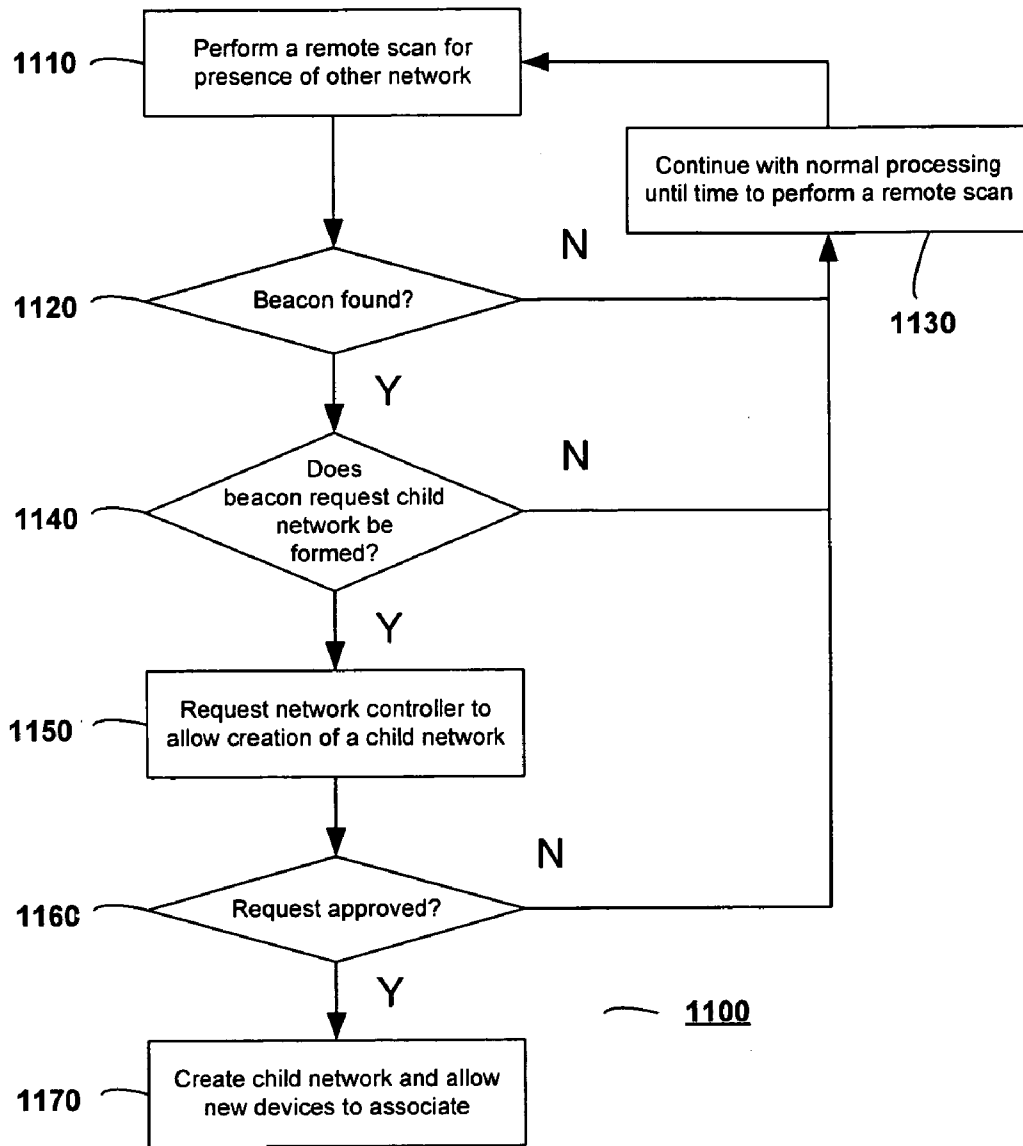 Perform a remote scan for
presence of other network
1110
Continue with normal processing
until time to perform a remote scan
1130
Beacon found?
1120
N
Y
Does
beacon request child
network be
formed?
1140
N
Y
Request network controller to
allow creation of a child network
1150
Request approved?
1160
N
Y
1100
Create child network and allow
new devices to associate
1170